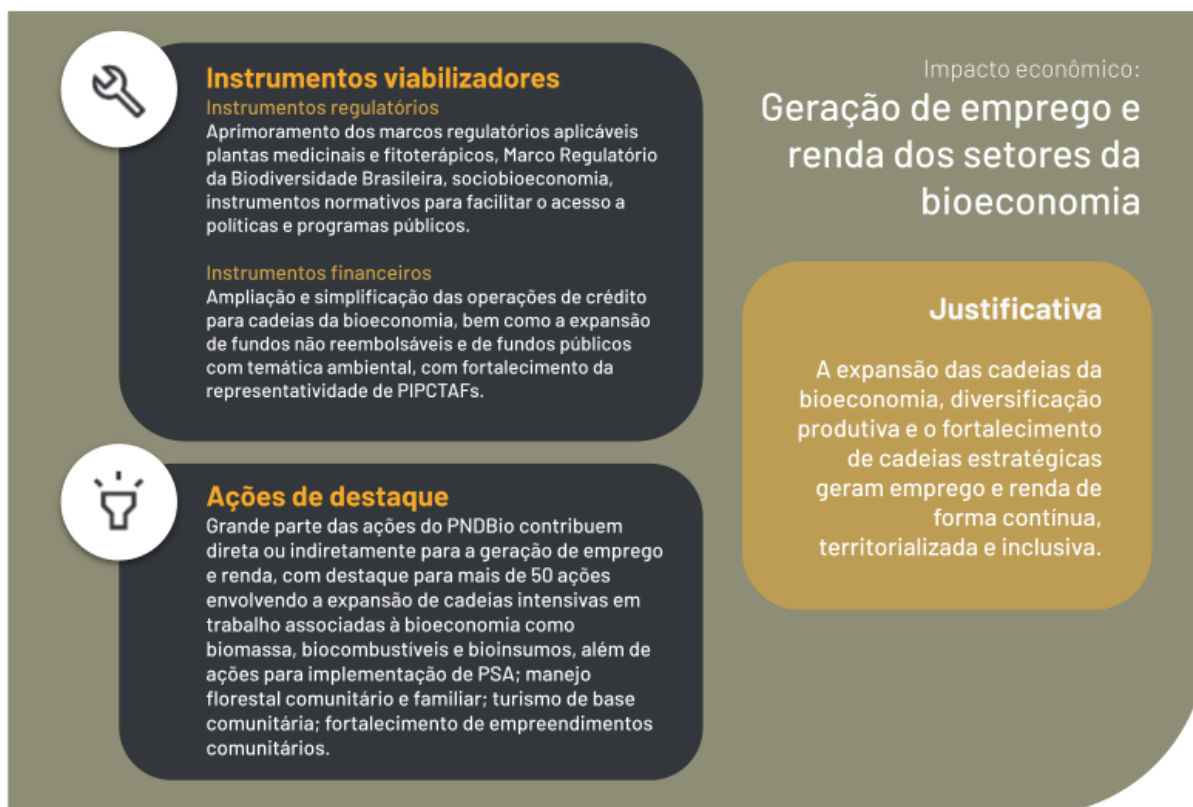 Instrumentos viabilizadores
Instrumentos regulatórios
Aprimoramento dos marcos regulatórios aplicáveis
plantas medicinais e fitoterápicos, Marco Regulatório
da Biodiversidade Brasileira, sociobioeconomia,
instrumentos normativos para facilitar o acesso a
políticas e programas públicos.
Instrumentos financeiros
Ampliação e simplificação das operações de crédito
para cadeias da bioeconomia, bem como a expansão
de fundos não reembolsáveis e de fundos públicos
com temática ambiental, com fortalecimento da
representatividade de PIPCTAFs.
Ações de destaque
Grande parte das ações do PNDBio contribuem
direta ou indiretamente para a geração de emprego
e renda, com destaque para mais de 50 ações
envolvendo a expansão de cadeias intensivas em
trabalho associadas à bioeconomia como
biomassa, biocombustíveis e bioinsumos, além de
ações para implementação de PSA; manejo
florestal comunitário e familiar; turismo de base
comunitária; fortalecimento de empreendimentos
comunitários.
Impacto econômico:
Geração de emprego e
renda dos setores da
bioeconomia
Justificativa
A expansão das cadeias da
bioeconomia, diversificação
produtiva e o fortalecimento
de cadeias estratégicas
geram emprego e renda de
forma contínua,
territorializada e inclusiva.